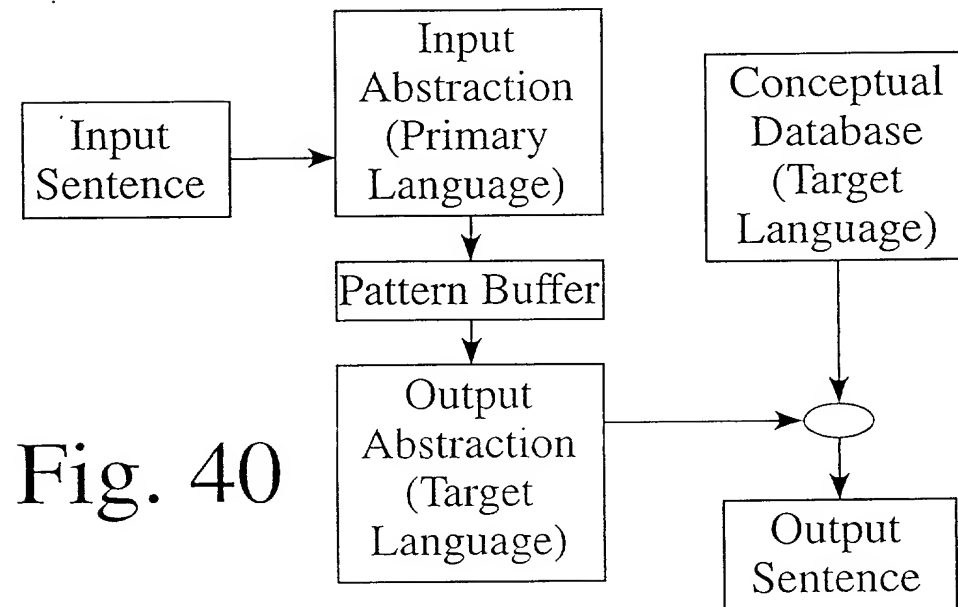 Input
Sentence
Input
Abstraction
(Primary
Language)
Pattern Buffer
Output
Abstraction
(Target
Language)
Conceptual
Database
(Target
Language)
Output
Sentence
Fig. 40